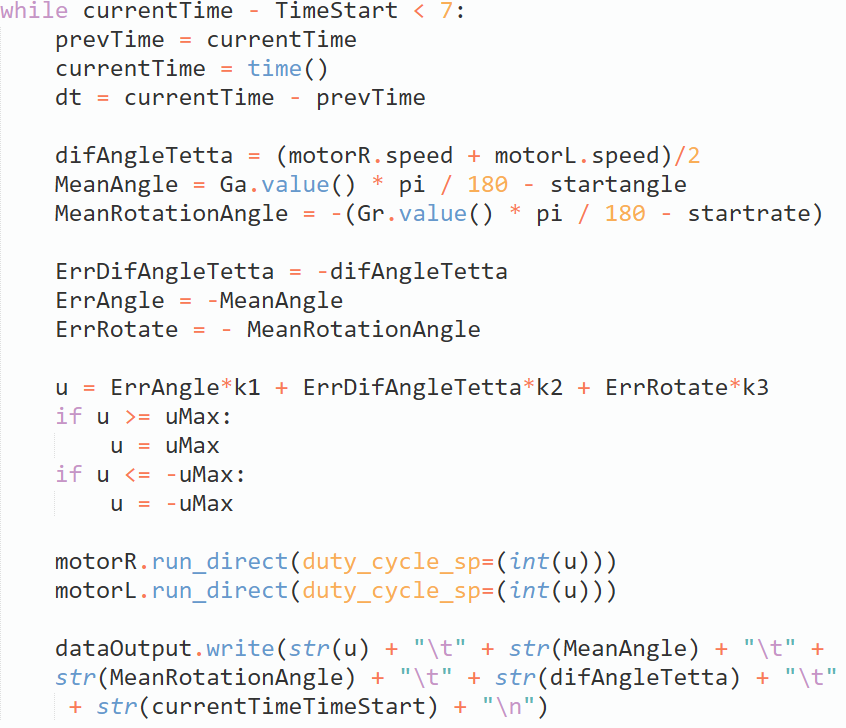 while currentTime - TimeStart < 7:
    prevTime = currentTime
    currentTime = time()
    dt = currentTime - prevTime

    difAngleTetta = (motorR.speed + motorL.speed)/2
    MeanAngle = Ga.value() * pi / 180 - startangle
    MeanRotationAngle = -(Gr.value() * pi / 180 - startrate)

    ErrDifAngleTetta = -difAngleTetta
    ErrAngle = -MeanAngle
    ErrRotate = - MeanRotationAngle

    u = ErrAngle*k1 + ErrDifAngleTetta*k2 + ErrRotate*k3
    if u >= uMax:
        u = uMax
    if u <= -uMax:
        u = -uMax

    motorR.run_direct(duty_cycle_sp=(int(u)))
    motorL.run_direct(duty_cycle_sp=(int(u)))

    dataOutput.write(str(u) + "\t" + str(MeanAngle) + "\t" +
    str(MeanRotationAngle) + "\t" + str(difAngleTetta) + "\t"
     + str(currentTimeTimeStart) + "\n")